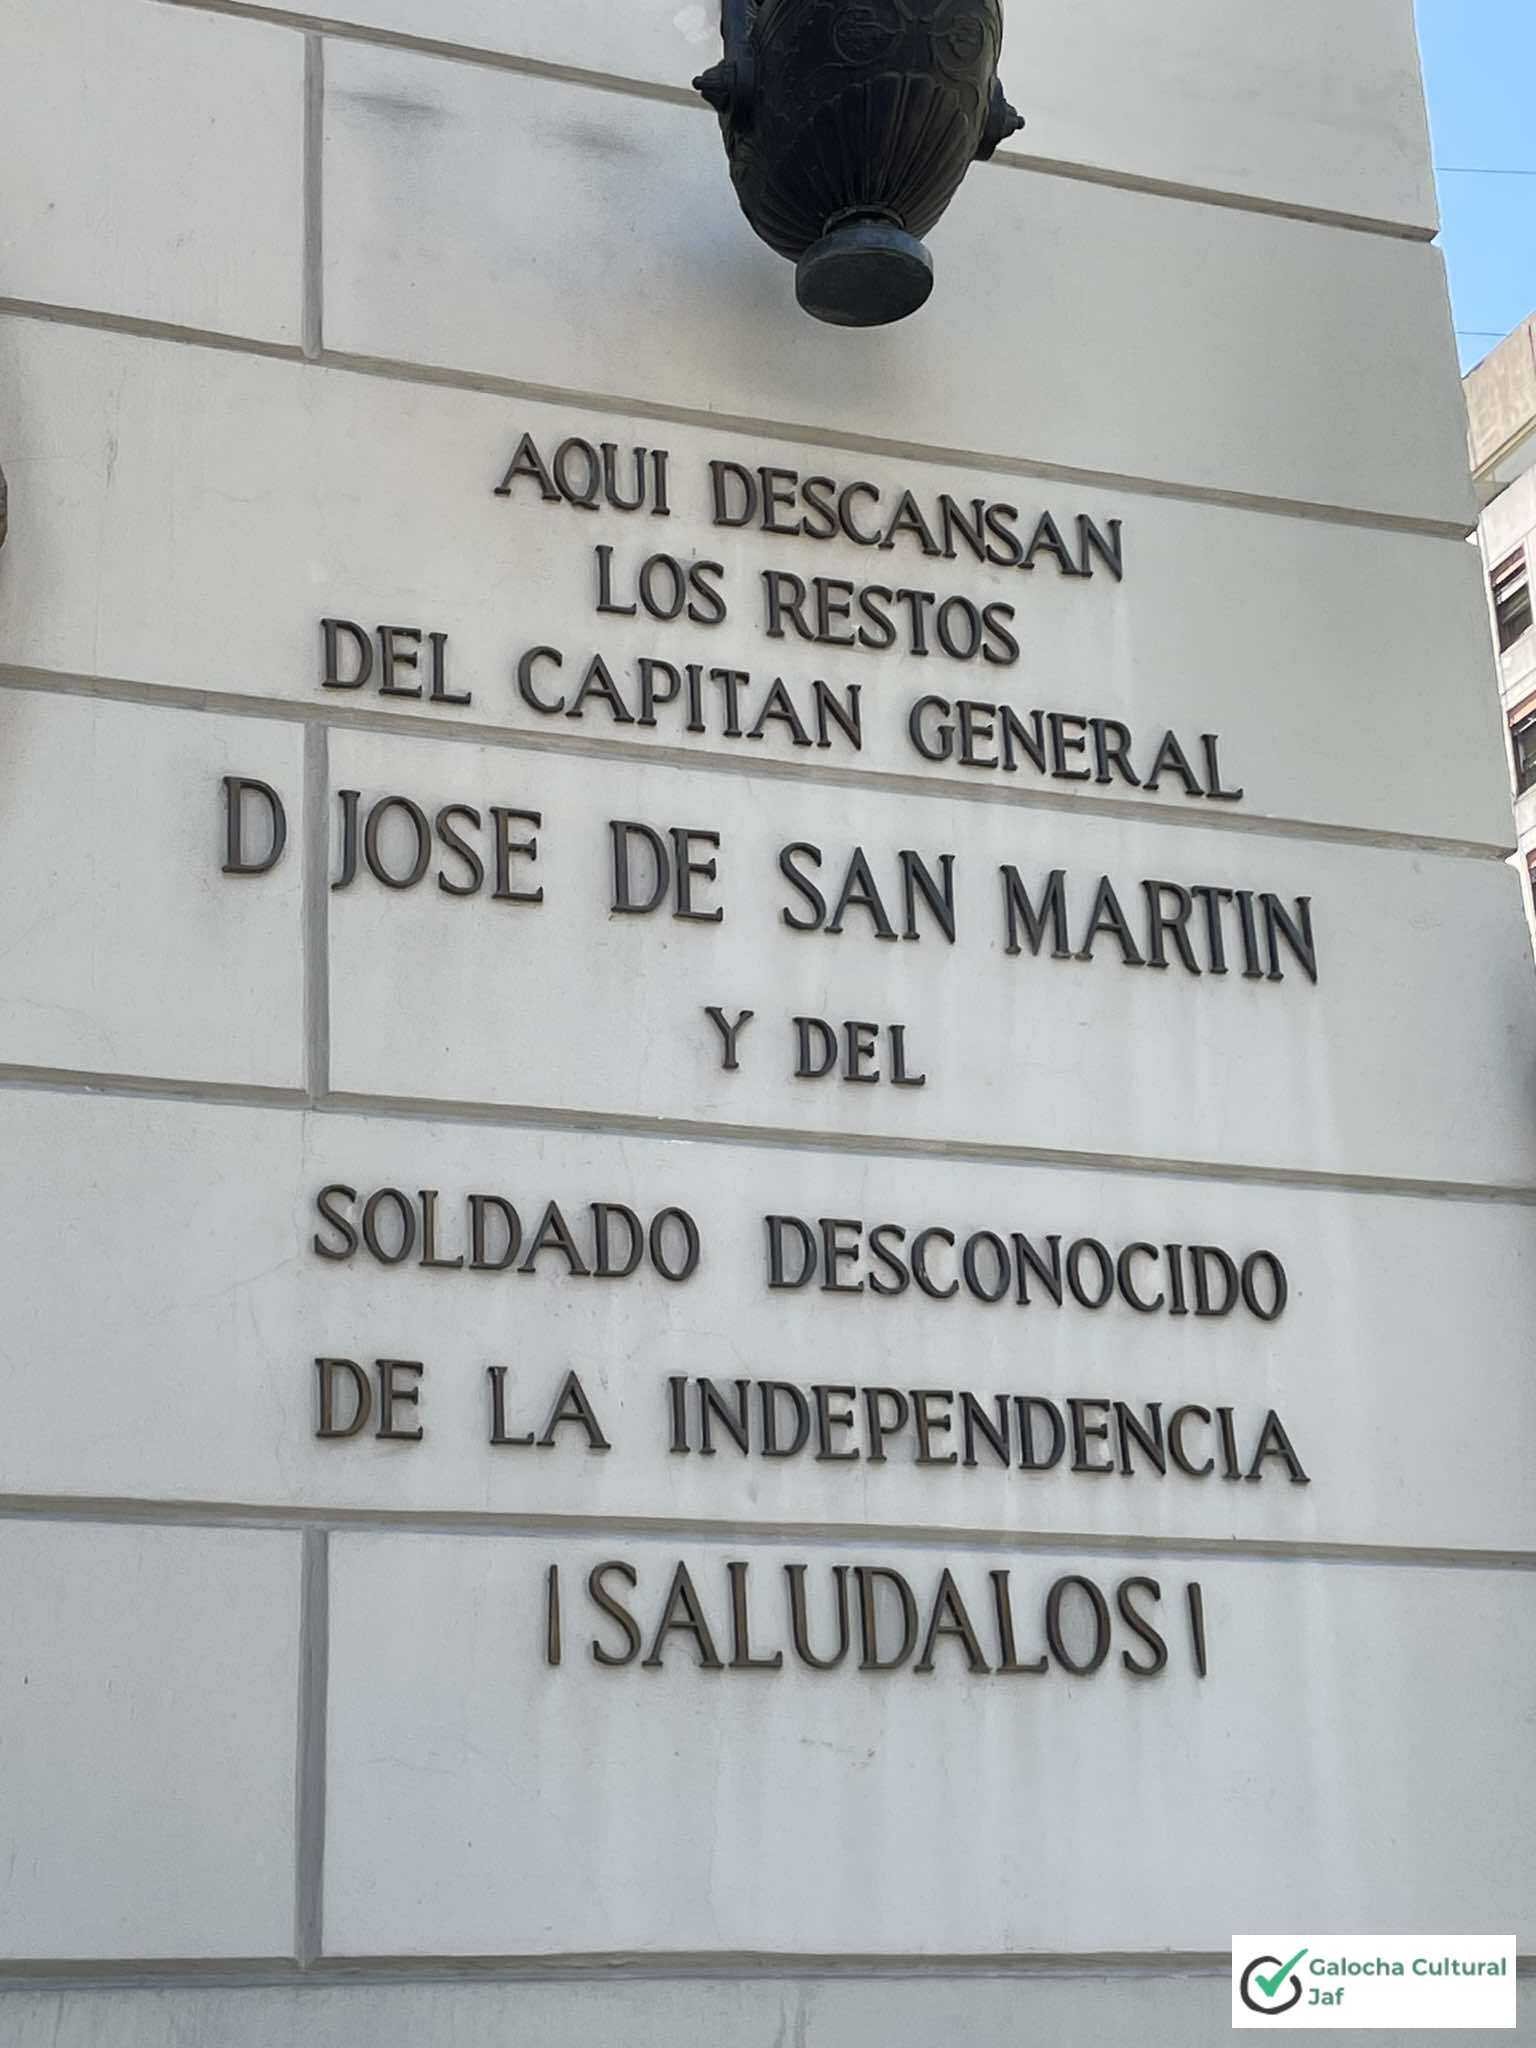 AQUI DESCANSAN
LOS RESTOS
DEL CAPITAN GENERAL
D JOSE DE SAN MARTIN
Y DEL
SOLDADO DESCONOCIDO
DE LA INDEPENDENCIA
¡SALUDALOS!
Galocha Cultural
Jaf